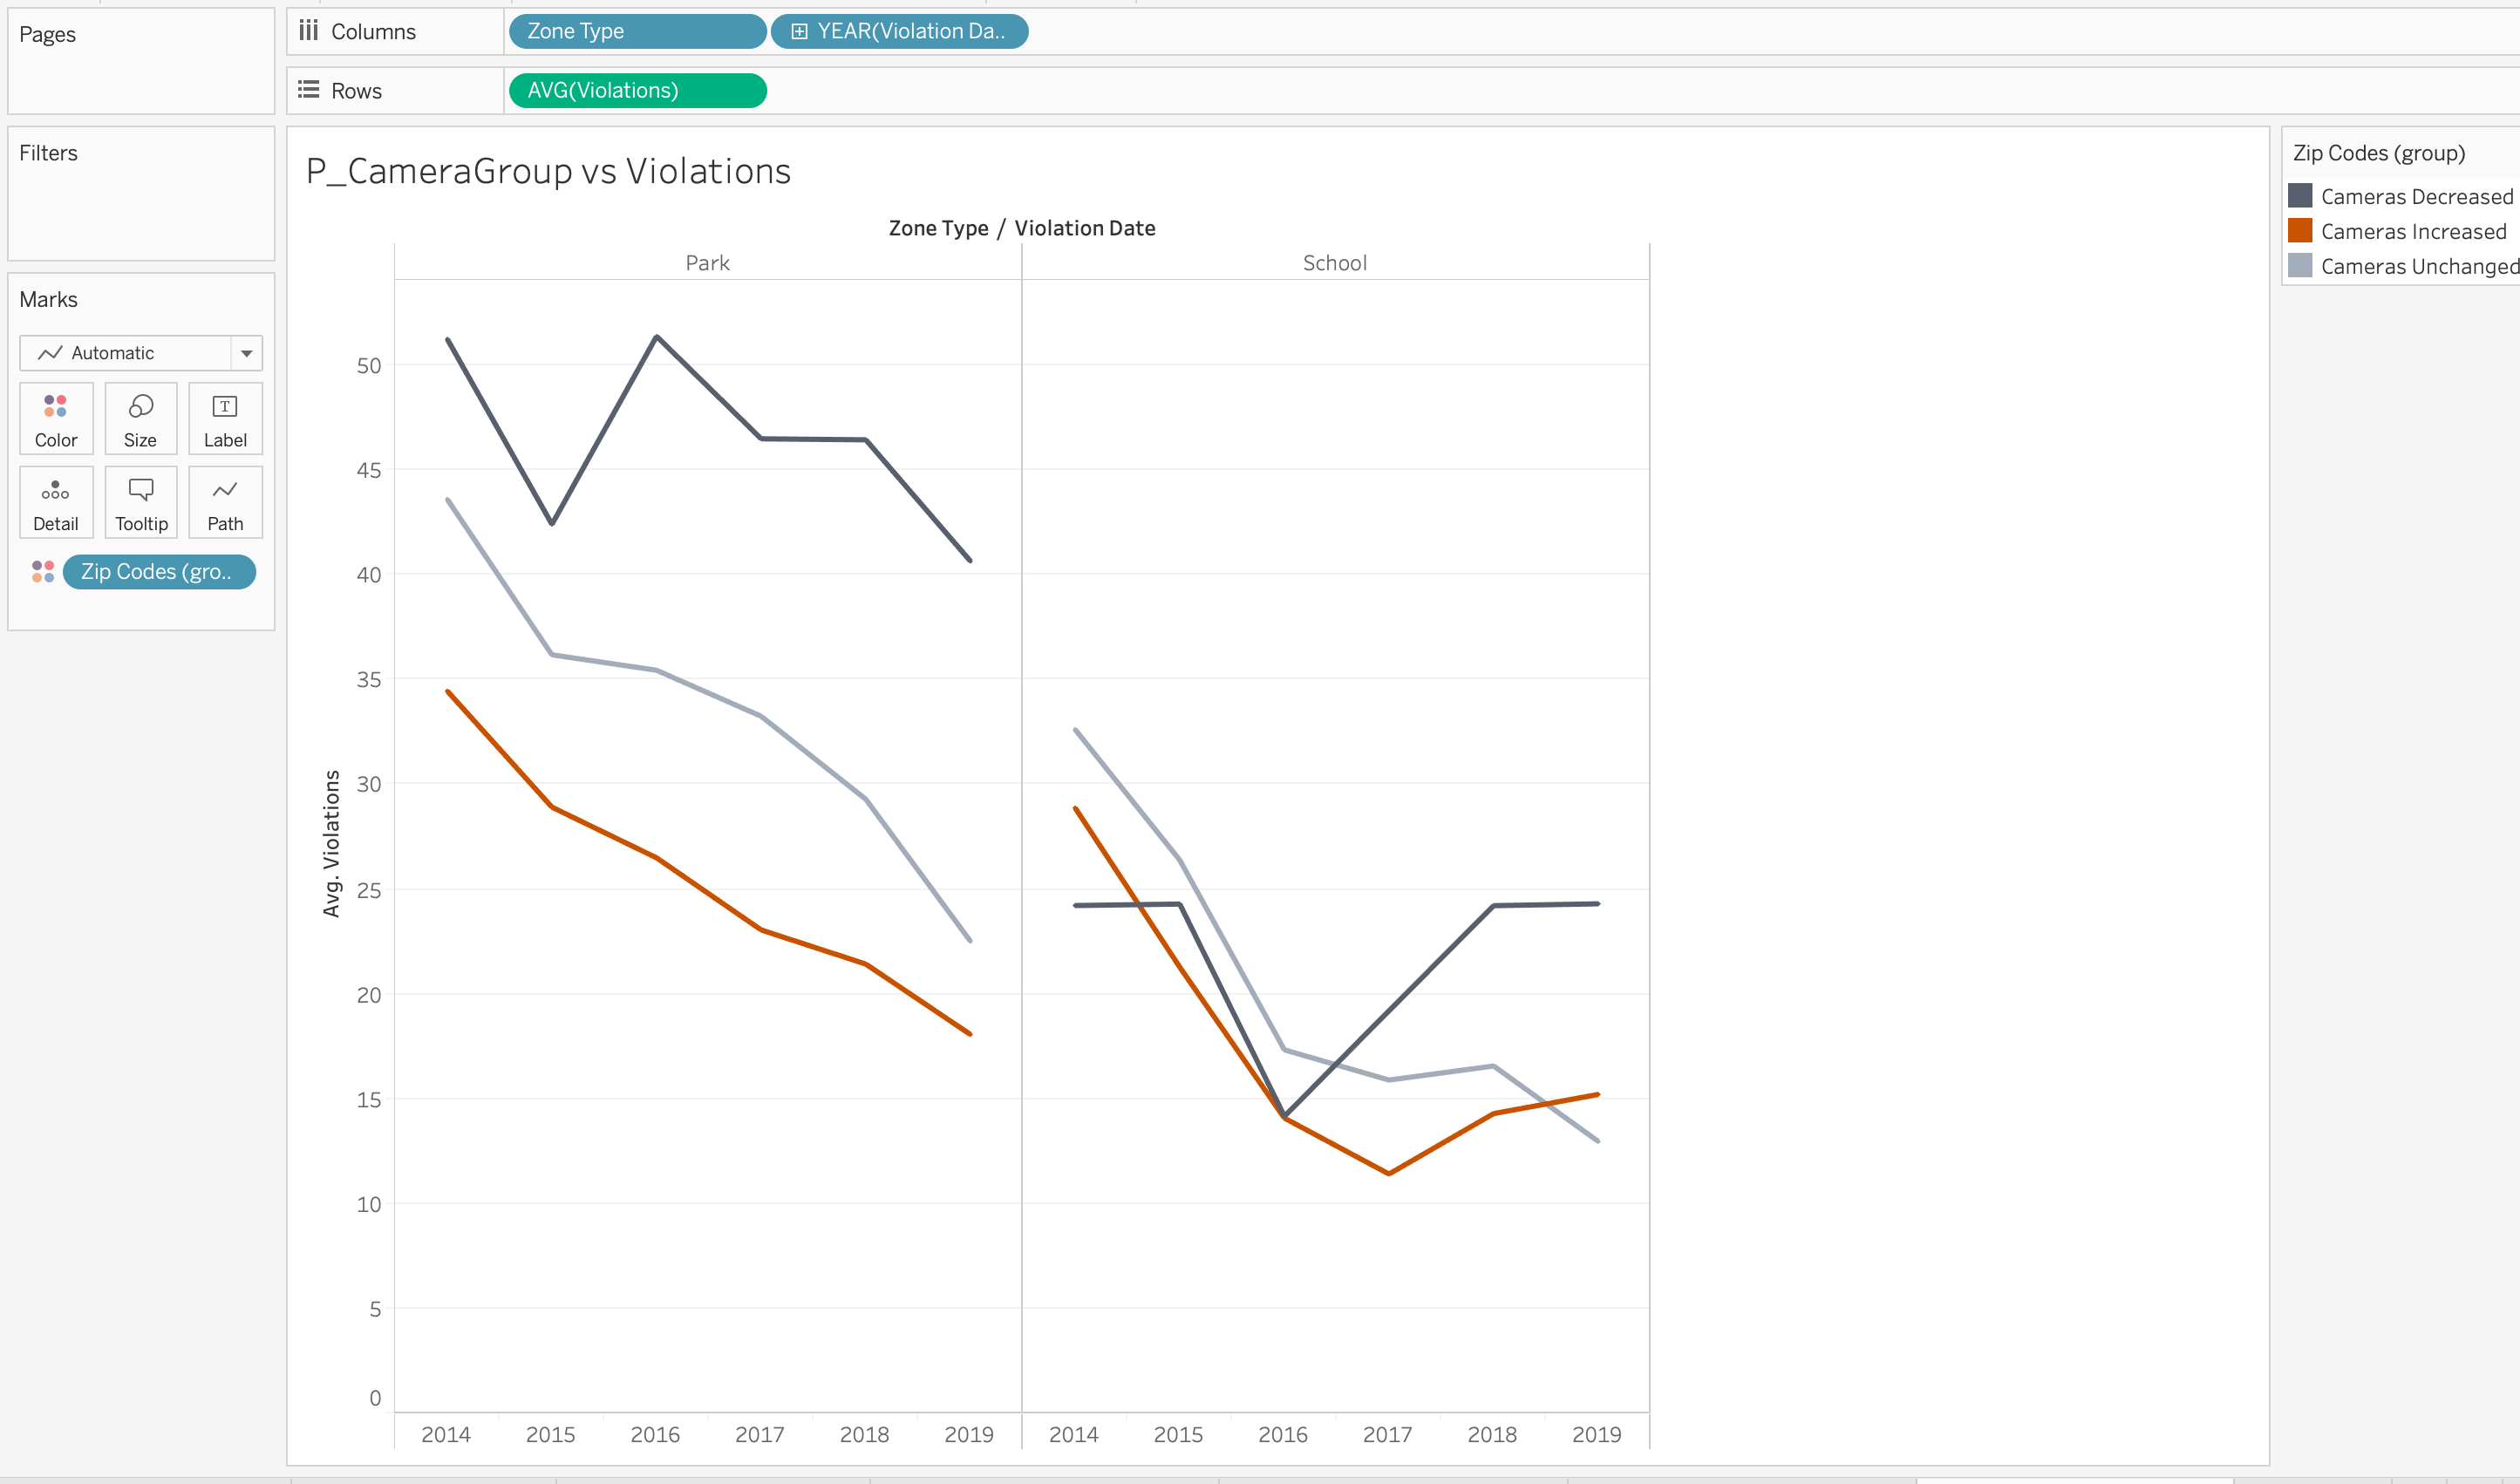 Pages
Columns
Zone Type
YEAR(Violation Da..
Rows
AVG(Violations)
Filters
Marks
Automatic
Color
Size
Label
Detail
Tooltip
Path
Zip Codes (gro..
P_CameraGroup vs Violations
Zone Type / Violation Date
Park
School
Avg. Violations
50
45
40
35
30
25
20
15
10
5
0
2014 2015 2016 2017 2018 2019 2014 2015 2016 2017 2018 2019
Zip Codes (group)
Cameras Decreased
Cameras Increased
Cameras Unchanged